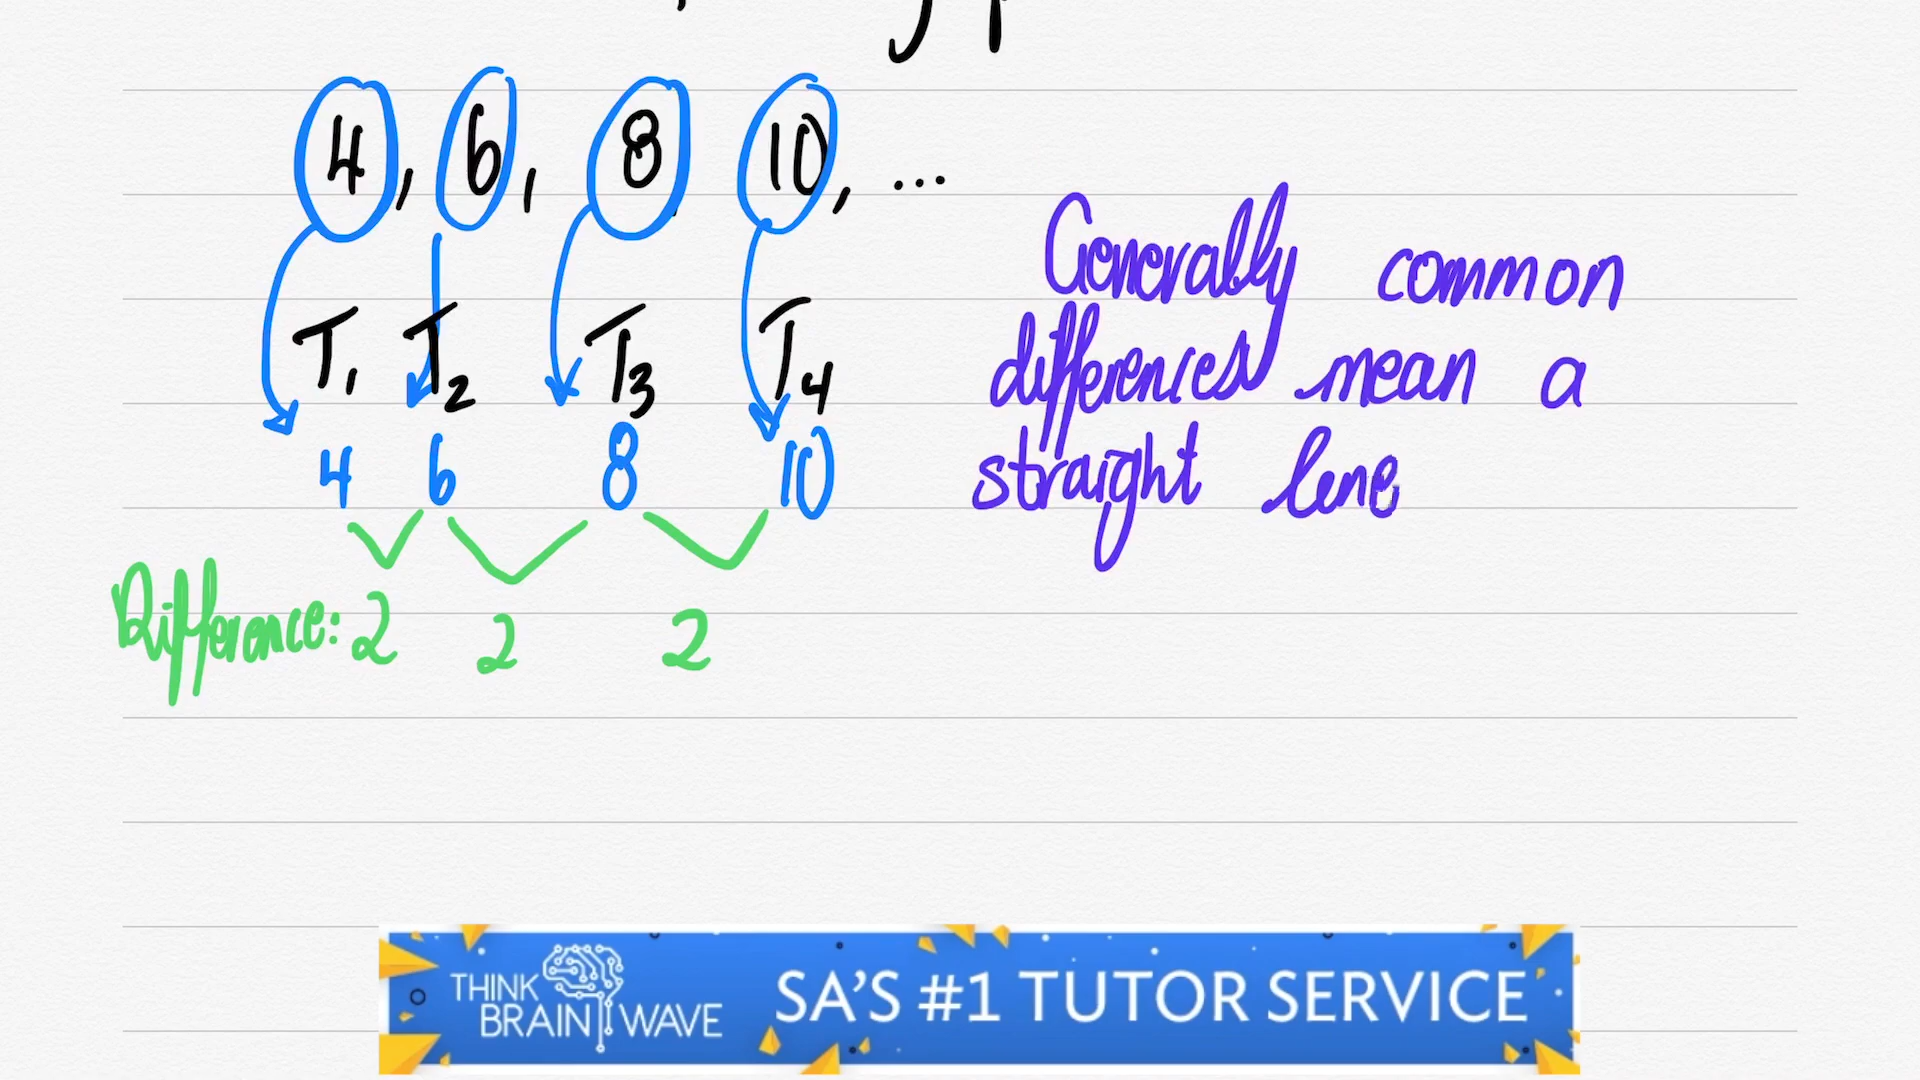 4, 6, 8, 10, ...
T1 T2 T3 T4
4 6 8 10
Generally common
differences mean a
straight line
Difference: 2 2 2
THINK
BRAIN WAVE
SA'S #1 TUTOR SERVICE